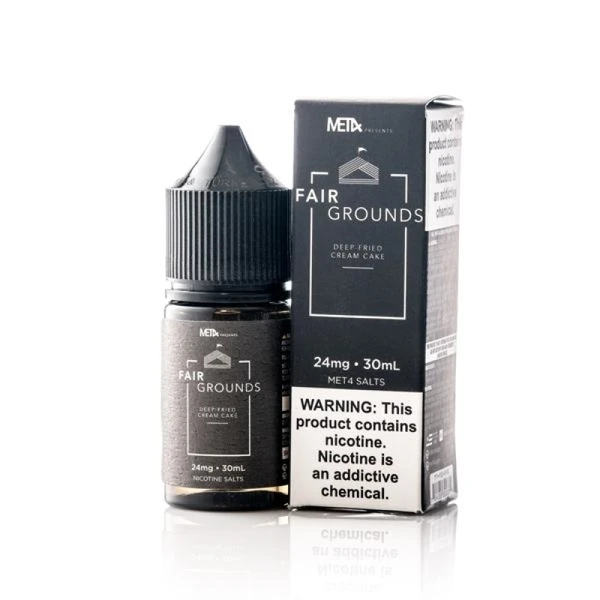 META PRESENTS
FAIR
GROUNDS
DEEP-FRIED
CREAM CAKE
24mg • 30mL
NICOTINE SALTS
MET4 PRESENTS
FAIR
GROUNDS
DEEP-FRIED
CREAM CAKE
24mg • 30mL
MET4 SALTS
WARNING: This
product contains
nicotine.
Nicotine is
an addictive
chemical.
WARNING: This
product contains
nicotine.
Nicotine is
an addictive
chemical.